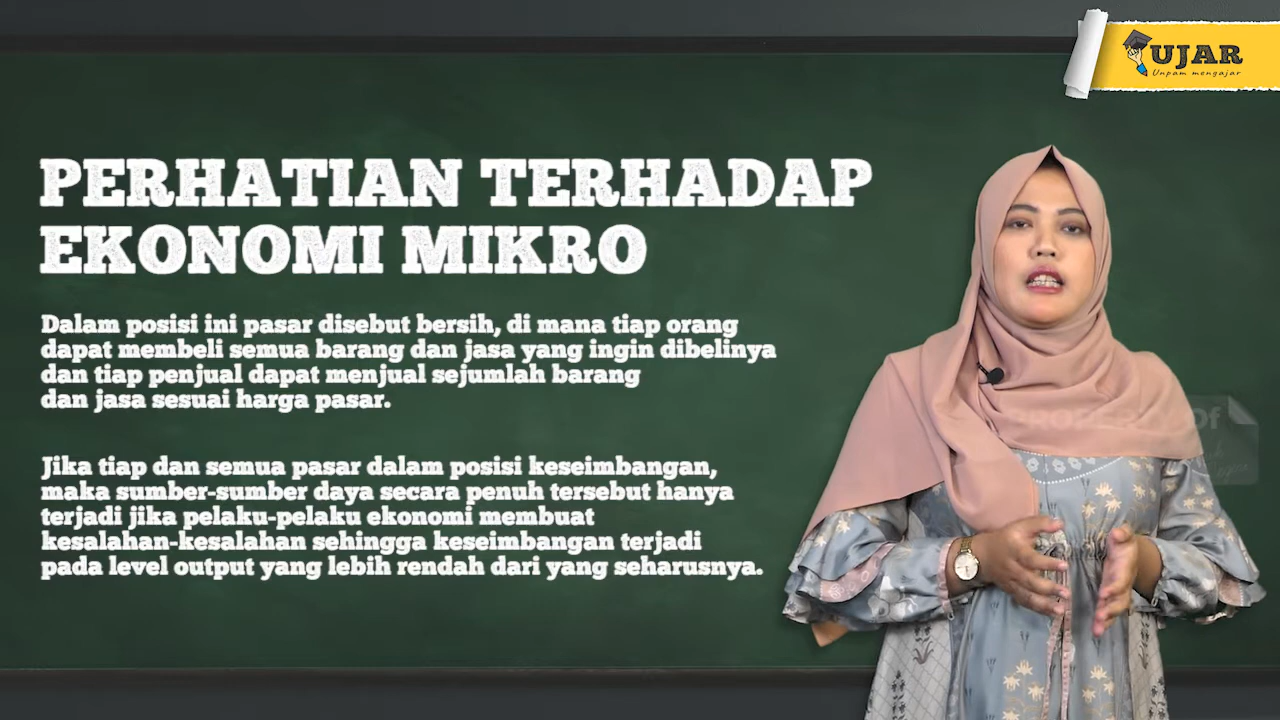 UJAR
Unpam mengajar
PERHATIAN TERHADAP
EKONOMI MIKRO
Dalam posisi ini pasar disebut bersih, di mana tiap orang
dapat membeli semua barang dan jasa yang ingin dibelinya
dan tiap penjual dapat menjual sejumlah barang
dan jasa sesuai harga pasar.
Jika tiap dan semua pasar dalam posisi keseimbangan,
maka sumber-sumber daya secara penuh tersebut hanya
terjadi jika pelaku-pelaku ekonomi membuat
kesalahan-kesalahan sehingga keseimbangan terjadi
pada level output yang lebih rendah dari yang seharusnya.